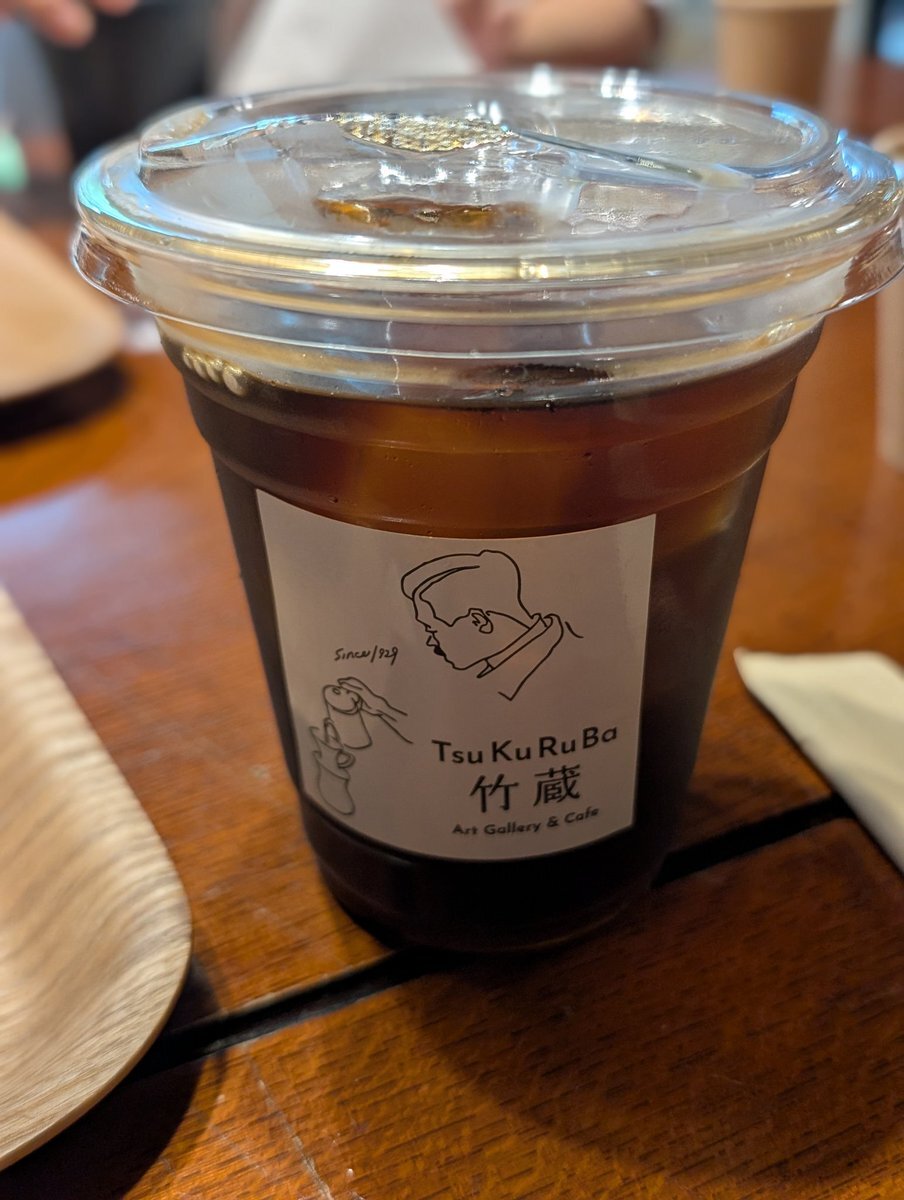 Since 1929
TsuKuRuBa
竹蔵
Art Gallery & Cafe